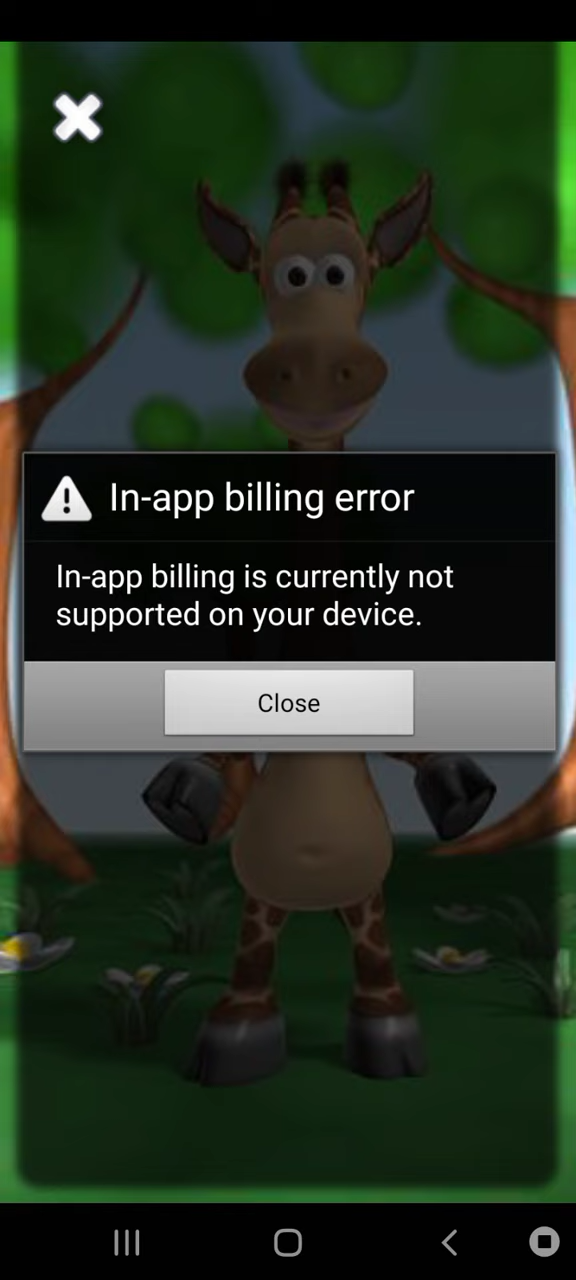 In-app billing error
In-app billing is currently not
supported on your device.
Close